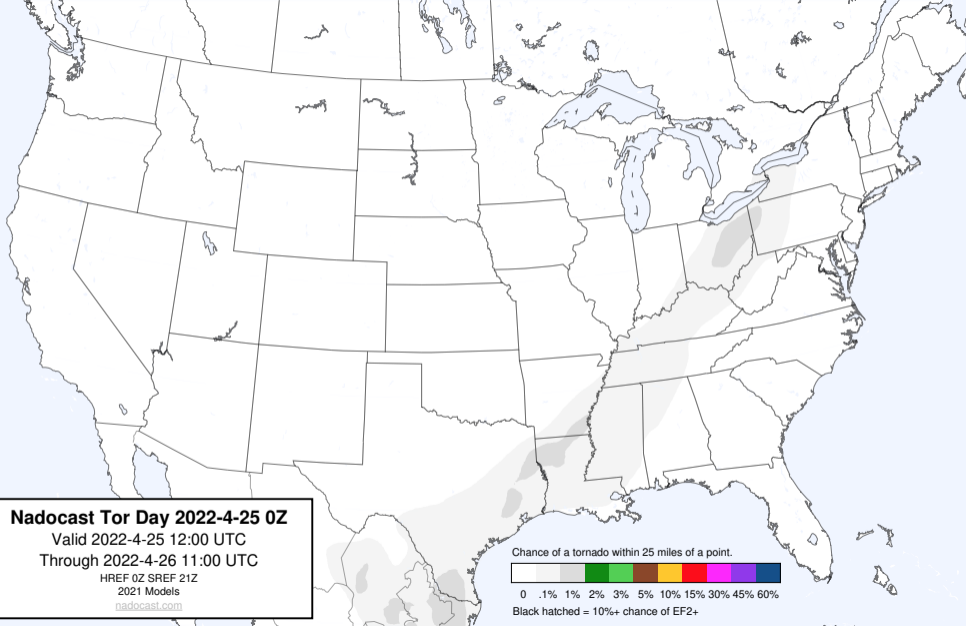 Nadocast Tor Day 2022-4-25 0Z
Valid 2022-4-25 12:00 UTC
Through 2022-4-26 11:00 UTC
HREF 0Z SREF 21Z
2021 Models
nadocast.com
Chance of a tornado within 25 miles of a point.
0 .1% 1% 2% 3% 5% 10% 15% 30% 45% 60%
Black hatched = 10%+ chance of EF2+